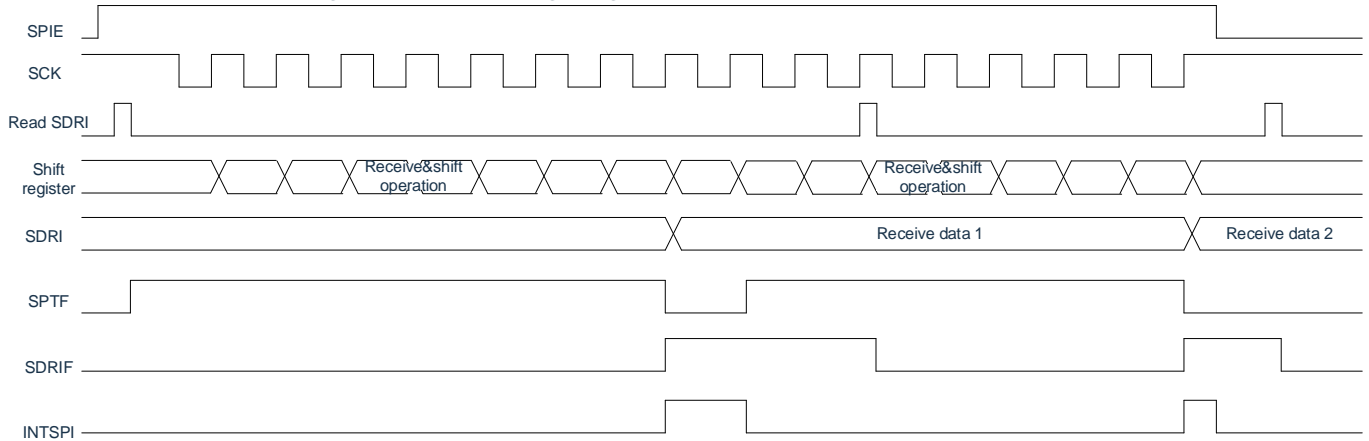 SPIE
SCK
Read SDRI
Shift
register
Receive&shift
operation
Receive&shift
operation
SDRI
Receive data 1
Receive data 2
SPTF
SDRIF
INTSPI